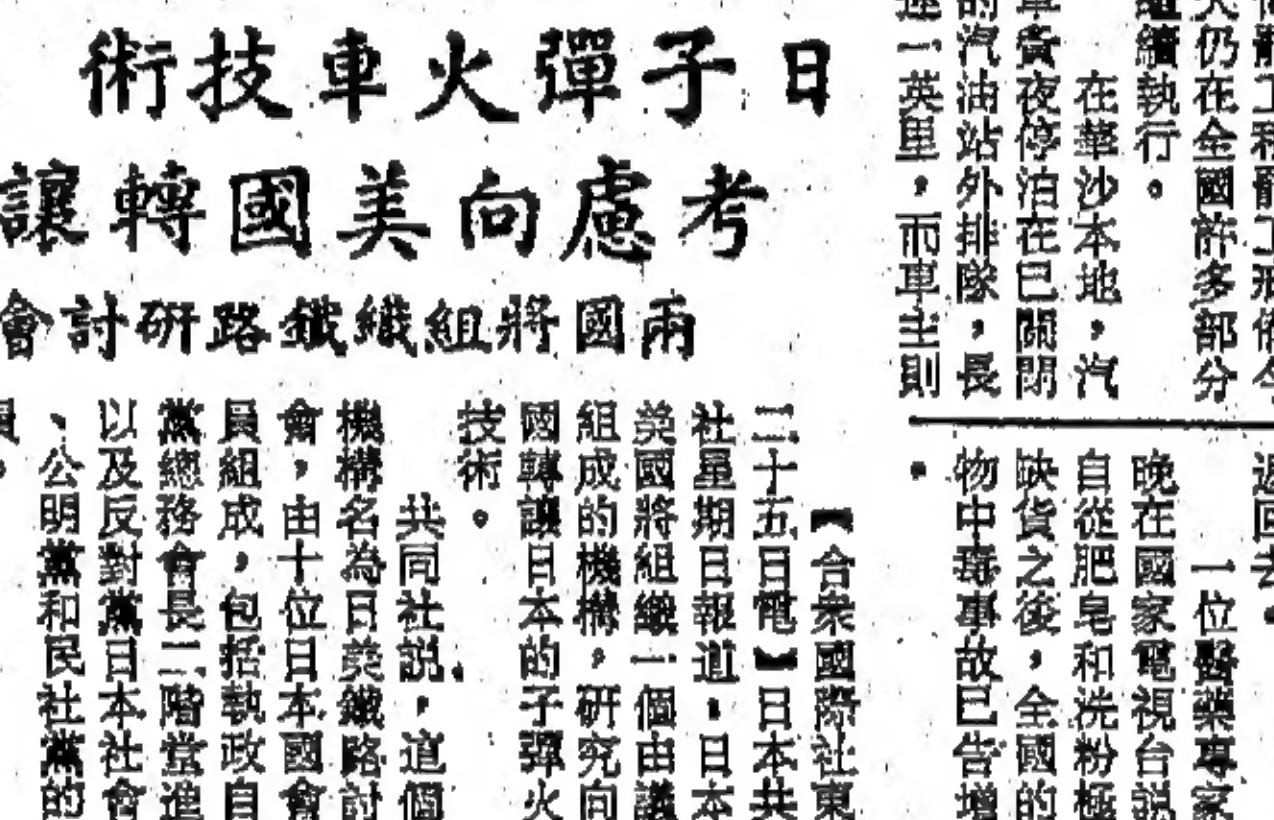 仍在全國許多部分
繼續執行。
在華沙本地，汽
夜停泊在已關閉
的汽油站外排隊，長
一英里，而車主則
回去。
一位醫藥專家
晚在國家電視台説
自從肥皂和洗粉極
缺貨之後，全國的
物中毒事故已告增
。
日子彈火車技術
考慮向美國轉讓
兩國將組織鐵路研討會
【合衆國際社東
二十五日電】日本共
社星期日報道，日本
美國將組織一個由議
組成的機構，研究向
國轉讓日本的子彈火
技術。
共同社説，這個
機構名為日美鐵路討
會，由十位日本國會
員組成，包括執政自
黨總務會長二階堂進
以及反對黨日本社會
、公明黨和民社黨的